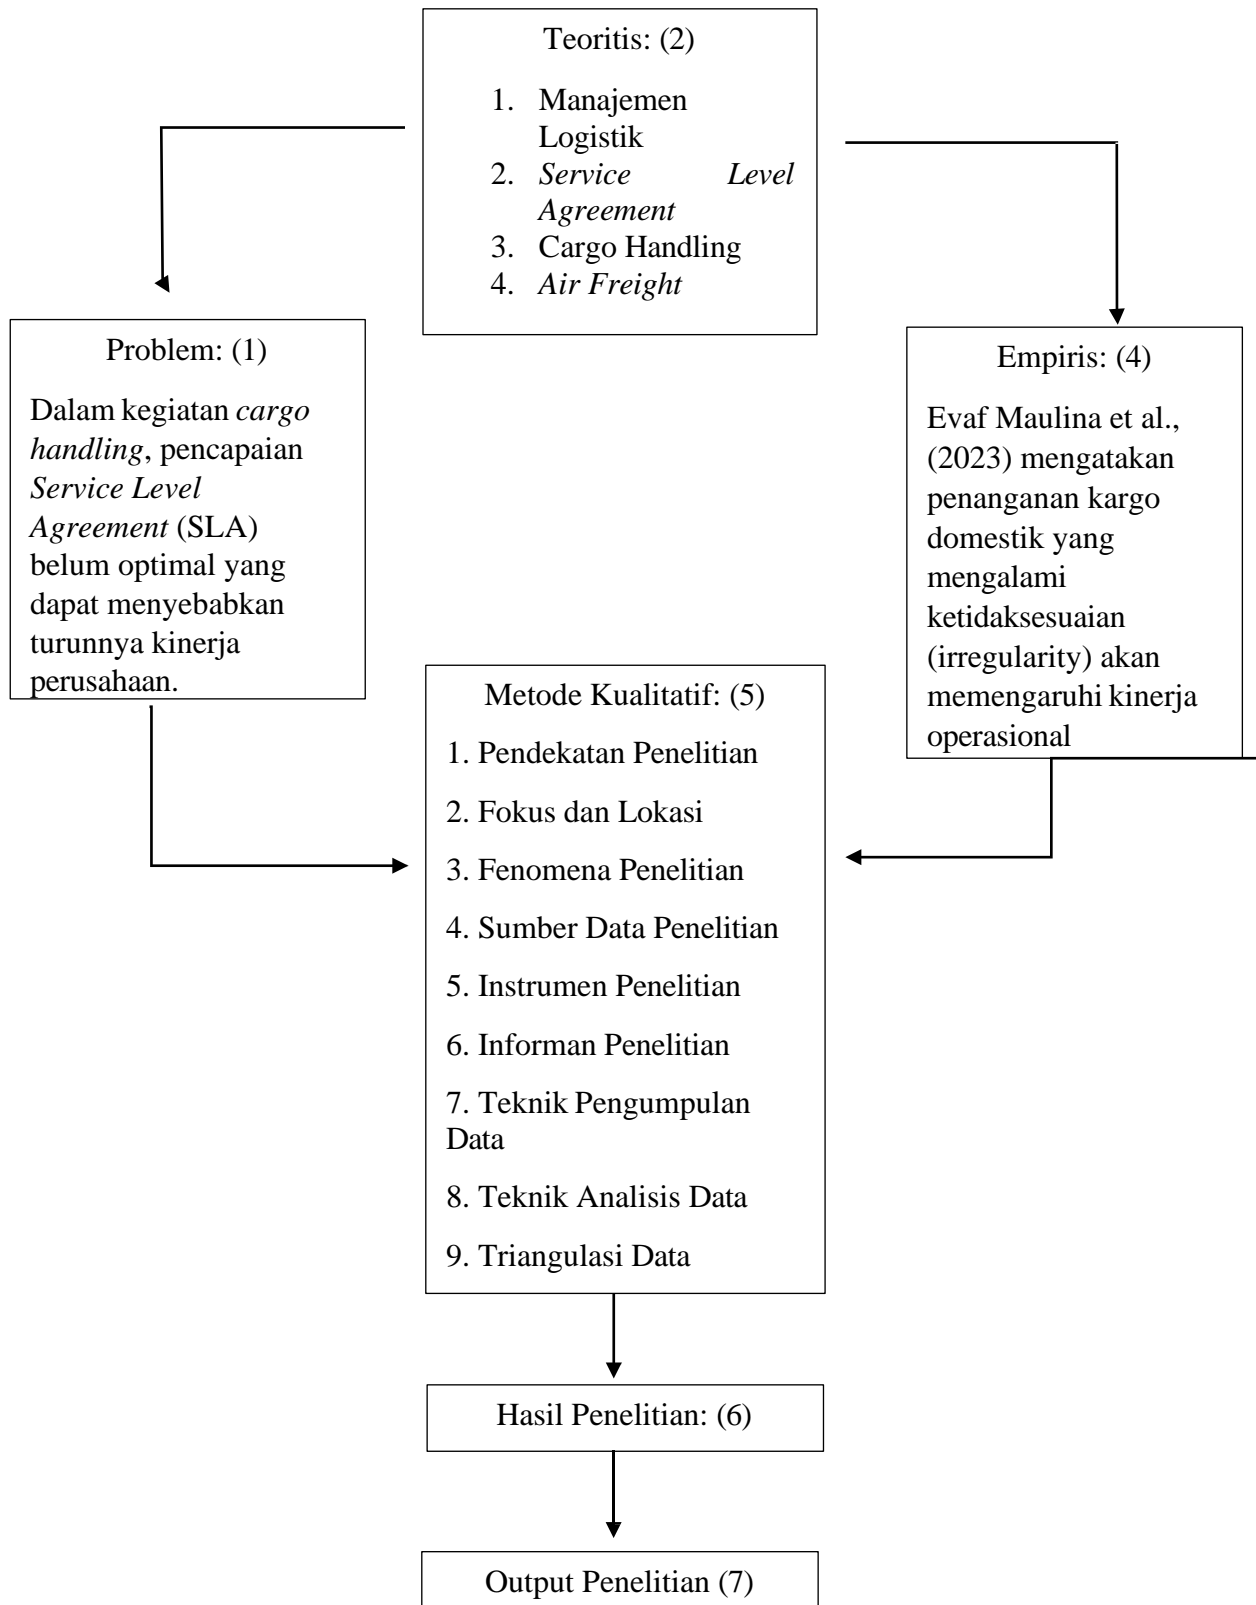 Teoritis: (2)
1. Manajemen
Logistik
2. Service Level
Agreement
3. Cargo Handling
4. Air Freight
Problem: (1)
Dalam kegiatan cargo
handling, pencapaian
Service Level
Agreement (SLA)
belum optimal yang
dapat menyebabkan
turunnya kinerja
perusahaan.
Empiris: (4)
Evaf Maulina et al.,
(2023) mengatakan
penanganan kargo
domestik yang
mengalami
ketidaksesuaian
(irregularity) akan
memengaruhi kinerja
operasional
Metode Kualitatif: (5)
1. Pendekatan Penelitian
2. Fokus dan Lokasi
3. Fenomena Penelitian
4. Sumber Data Penelitian
5. Instrumen Penelitian
6. Informan Penelitian
7. Teknik Pengumpulan
Data
8. Teknik Analisis Data
9. Triangulasi Data
Hasil Penelitian: (6)
Output Penelitian (7)